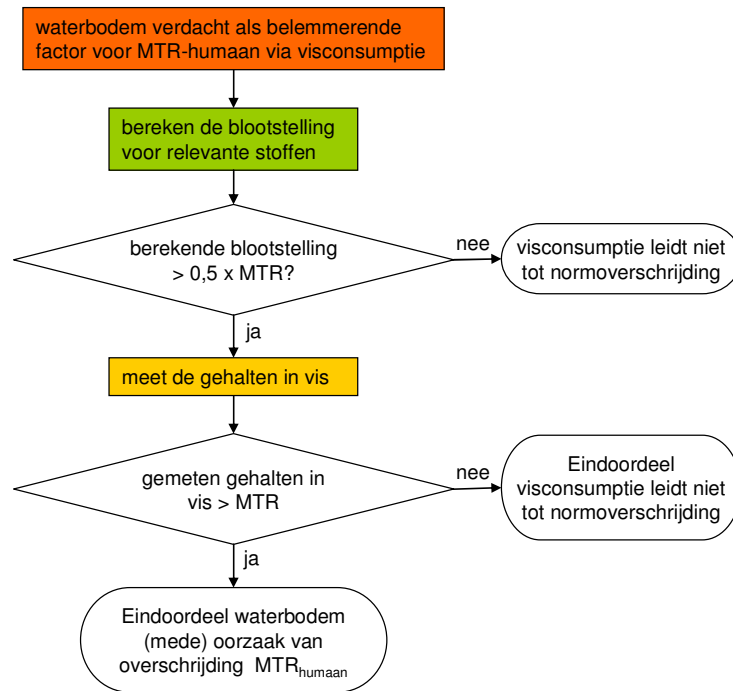 waterbodem verdacht als belemmerende
factor voor MTR-humaan via visconsumptie
bereken de blootstelling
voor relevante stoffen
berekende blootstelling
> 0,5 x MTR?
nee
visconsumptie leidt niet
tot normoverschrijding
ja
meet de gehalten in vis
gemeten gehalten in
vis > MTR
nee
Eindoordeel
visconsumptie leidt niet
tot normoverschrijding
ja
Eindoordeel waterbodem
(mede) oorzaak van
overschrijding MTRhumaan